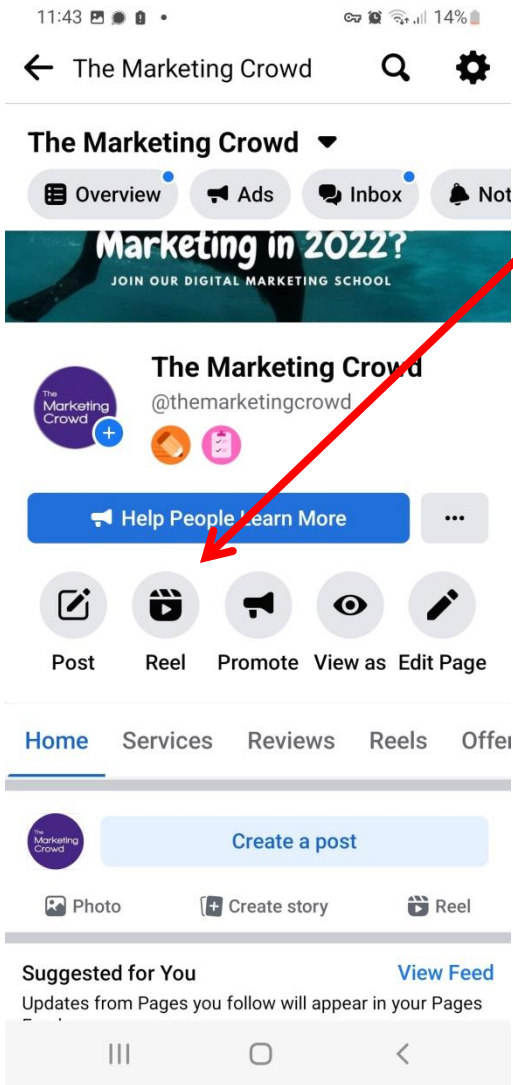 11:43 14%
The Marketing Crowd
The Marketing Crowd
Overview Ads Inbox Not
Marketing in 2022?
JOIN OUR DIGITAL MARKETING SCHOOL
The Marketing Crowd
@themarketingcrowd
The
Marketing
Crowd
Help People Learn More
Post Reel Promote View as Edit Page
Home Services Reviews Reels Offer
The
Marketing
Crowd
Create a post
Photo Create story Reel
Suggested for You View Feed
Updates from Pages you follow will appear in your Pages